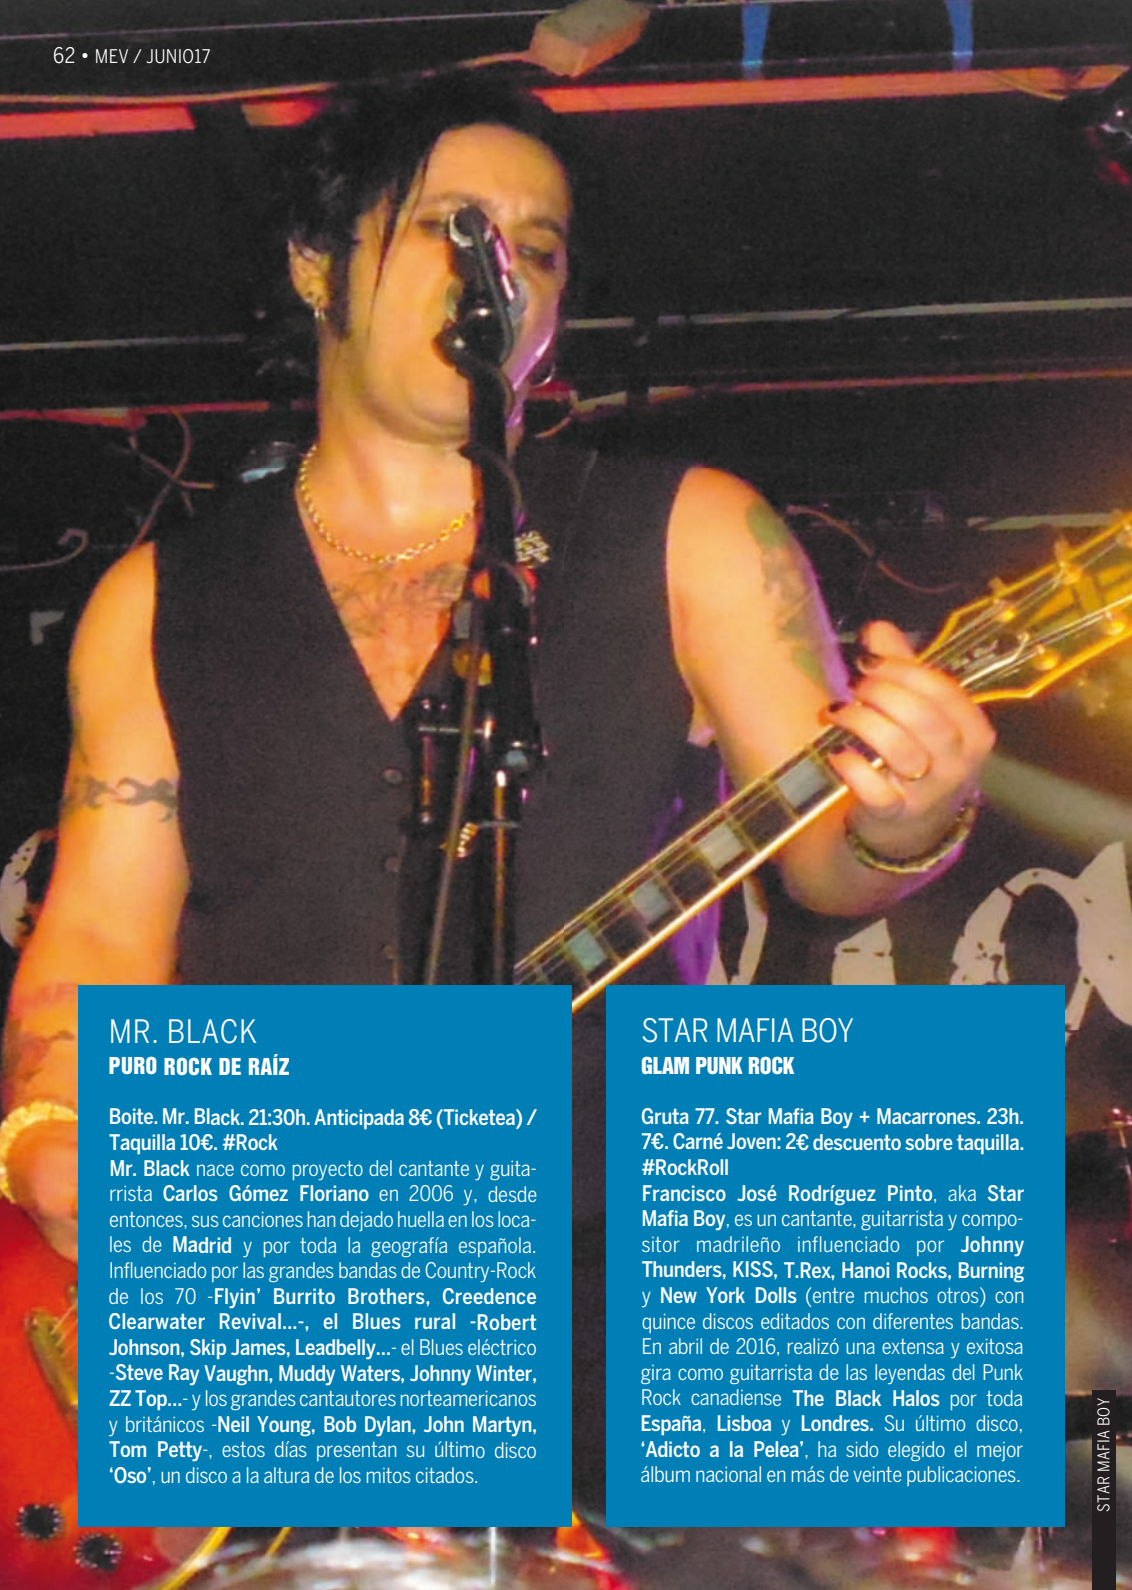 62 • MEV / JUNIO17
MR. BLACK
PURO ROCK DE RAÍZ
Boite. Mr. Black. 21:30h. Anticipada 8€ (Ticketea) /
Taquilla 10€. #Rock
Mr. Black nace como proyecto del cantante y guita-
rrista Carlos Gómez Floriano en 2006 y, desde
entonces, sus canciones han dejado huella en los loca-
les de Madrid y por toda la geografía española.
Influenciado por las grandes bandas de Country-Rock
de los 70 -Flyin’ Burrito Brothers, Creedence
Clearwater Revival...-, el Blues rural -Robert
Johnson, Skip James, Leadbelly...- el Blues eléctrico
-Steve Ray Vaughn, Muddy Waters, Johnny Winter,
ZZ Top...- y los grandes cantautores norteamericanos
y británicos -Neil Young, Bob Dylan, John Martyn,
Tom Petty-, estos días presentan su último disco
‘Oso’, un disco a la altura de los mitos citados.
STAR MAFIA BOY
GLAM PUNK ROCK
Gruta 77. Star Mafia Boy + Macarrones. 23h.
7€. Carné Joven: 2€ descuento sobre taquilla.
#RockRoll
Francisco José Rodríguez Pinto, aka Star
Mafia Boy, es un cantante, guitarrista y compo-
sitor madrileño influenciado por Johnny
Thunders, KISS, T.Rex, Hanoi Rocks, Burning
y New York Dolls (entre muchos otros) con
quince discos editados con diferentes bandas.
En abril de 2016, realizó una extensa y exitosa
gira como guitarrista de las leyendas del Punk
Rock canadiense The Black Halos por toda
España, Lisboa y Londres. Su último disco,
‘Adicto a la Pelea’, ha sido elegido el mejor
álbum nacional en más de veinte publicaciones.
STAR MAFIA BOY